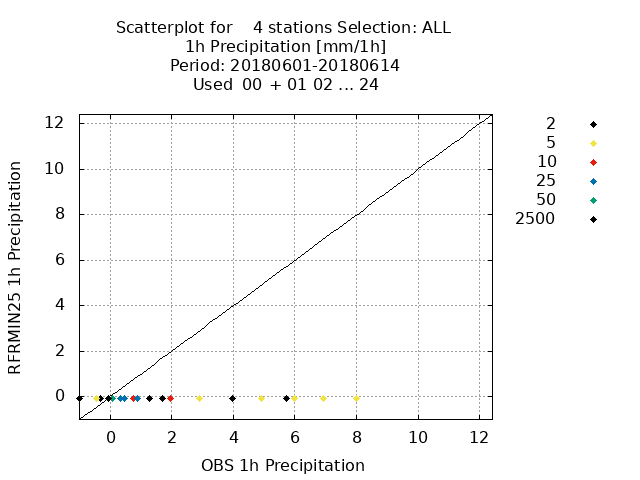 Scatterplot for 4 stations Selection: ALL
1h Precipitation [mm/1h]
Period: 20180601-20180614
Used 00 + 01 02 ... 24
12
10
8
6
4
2
0
RFRMIN25 1h Precipitation
0 2 4 6 8 10 12
OBS 1h Precipitation
2
5
10
25
50
2500